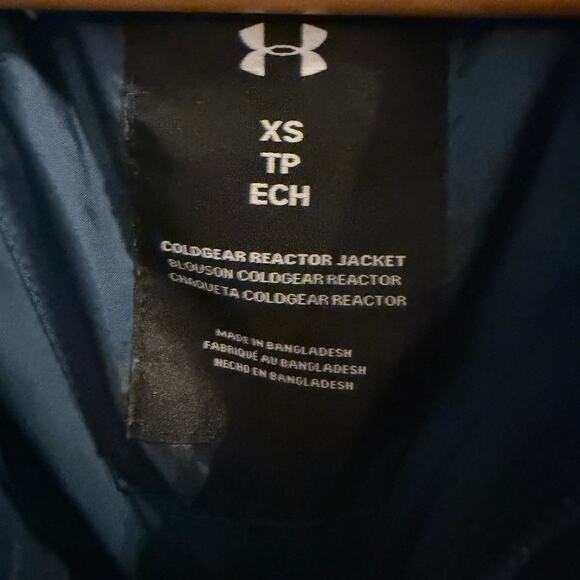 XS
TP
ECH
COLDGEAR REACTOR JACKET
BLOUSON COLDGEAR REACTOR
CHAQUETA COLDGEAR REACTOR
MADE IN BANGLADESH
FABRIQUÉ AU BANGLADESH
HECHO EN BANGLADESH